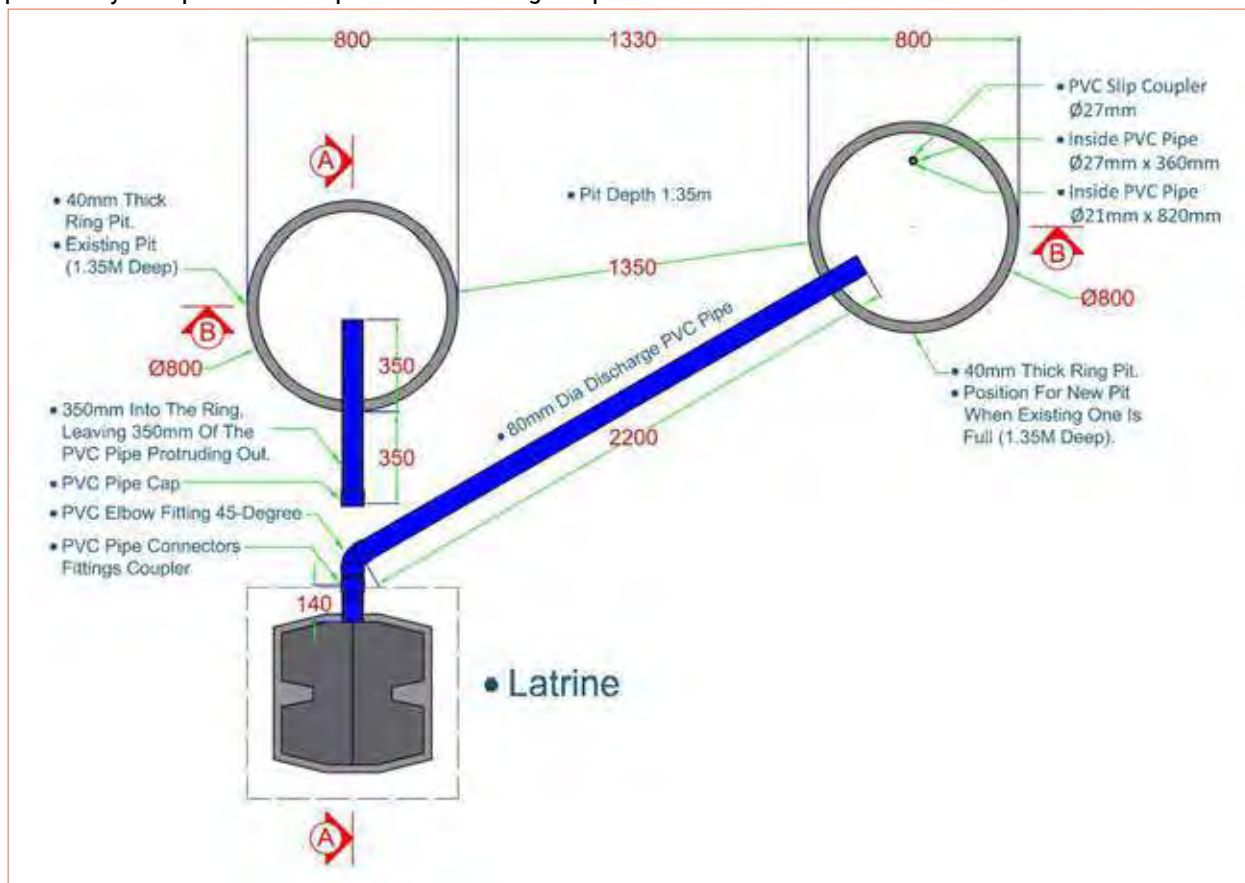 800
1330
800
• PVC Slip Coupler
Ø27mm
• Inside PVC Pipe
Ø27mm x 360mm
• Inside PVC Pipe
Ø21mm x 820mm
A
• Pit Depth 1.35m
• 40mm Thick
Ring Pit.
• Existing Pit
(1.35M Deep)
B
Ø800
350
1350
B
Ø800
• 80mm Dia Discharge PVC Pipe
2200
• 40mm Thick Ring Pit.
• Position For New Pit
When Existing One Is
Full (1.35M Deep).
• 350mm Into The Ring,
Leaving 350mm Of The
PVC Pipe Protruding Out.
350
• PVC Pipe Cap
• PVC Elbow Fitting 45-Degree
• PVC Pipe Connectors
Fittings Coupler
140
• Latrine
A